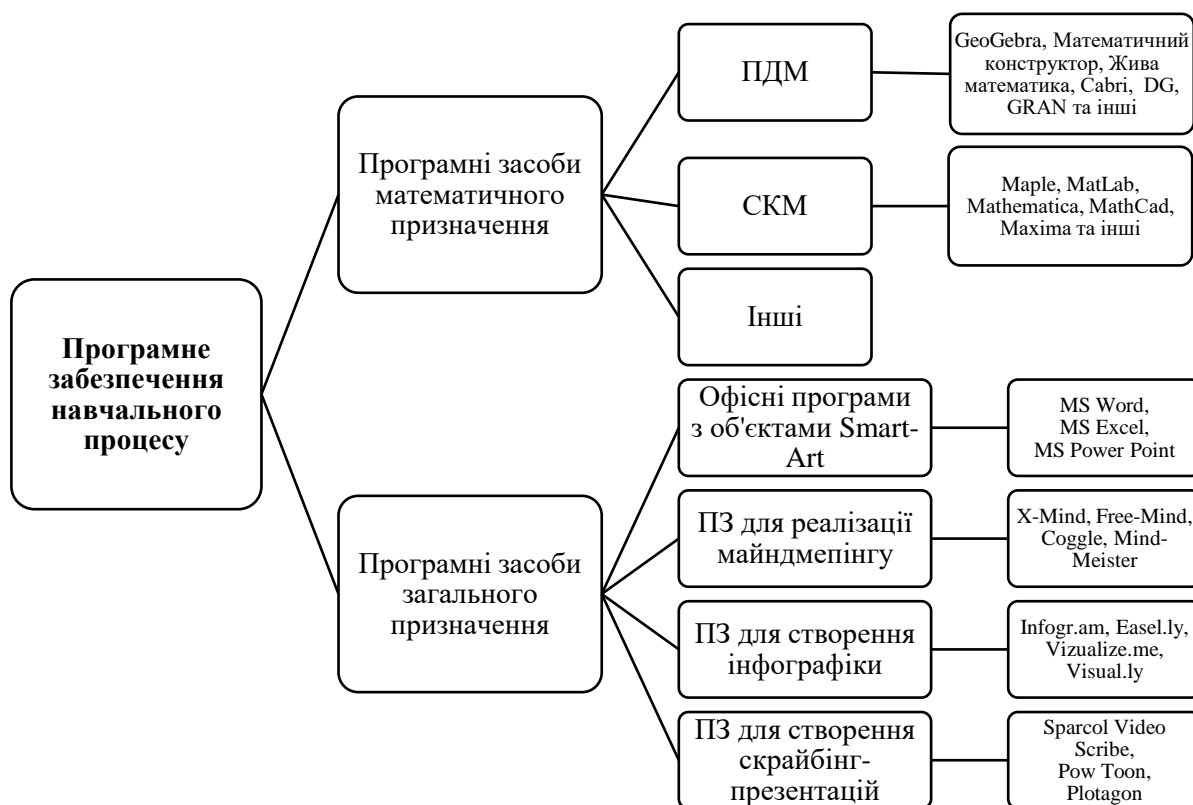 Програмне
забезпечення
навчального
процесу
Програмні засоби
математичного
призначення
ПДМ
GeoGebra, Математичний
конструктор, Жива
математика, Cabri, DG,
GRAN та інші
СКМ
Maple, MatLab,
Mathematica, MathCad,
Maxima та інші
Інші
Програмні засоби
загального
призначення
Офісні програми
з об'єктами Smart-
Art
MS Word,
MS Excel,
MS Power Point
ПЗ для реалізації
майндмепінгу
X-Mind, Free-Mind,
Coggle, Mind-
Meister
ПЗ для створення
інфографіки
Infogr.am, Easel.ly,
Vizualize.me,
Visual.ly
ПЗ для створення
скрайбінг-
презентацій
Sparcol Video
Scribe,
Pow Toon,
Plotagon